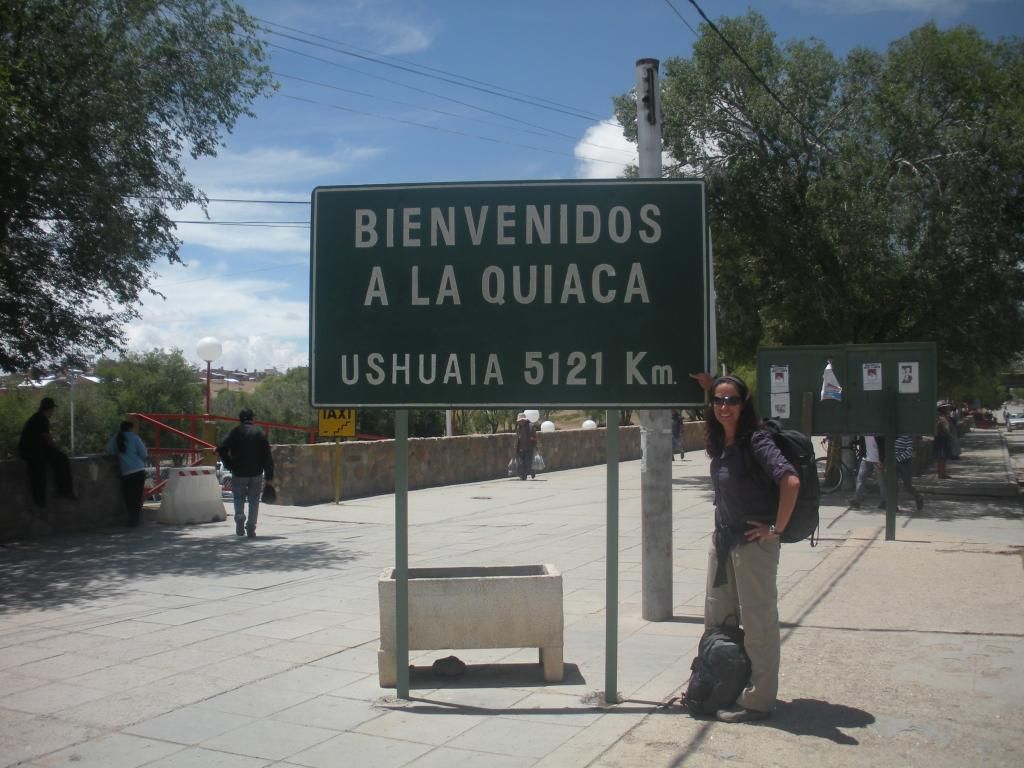 BIENVENIDOS
A LA QUIACA
USHUAIA 5121 Km.
TAXI